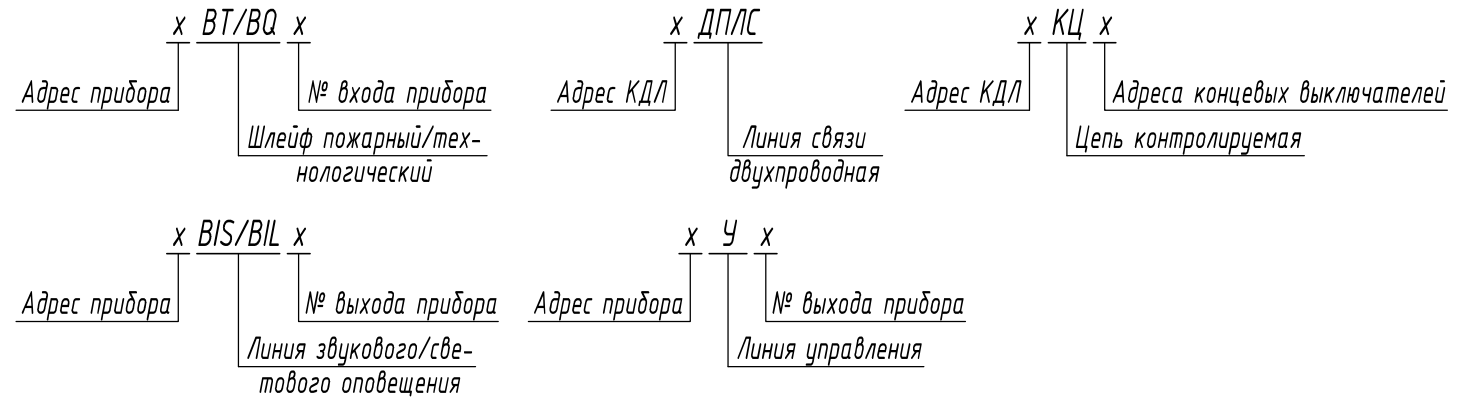 x BT/BQ x
x ДПЛС
x КЦ x
Адрес прибора
№ входа прибора
Адрес КДЛ
Адрес КДЛ
Адреса концевых выключателей
Шлейф пожарный/тех-
нологический
Линия связи
двухпроводная
Цепь контролируемая
x BIS/BIL x
x У x
Адрес прибора
№ выхода прибора
Адрес прибора
№ выхода прибора
Линия звукового/све-
тового оповещения
Линия управления